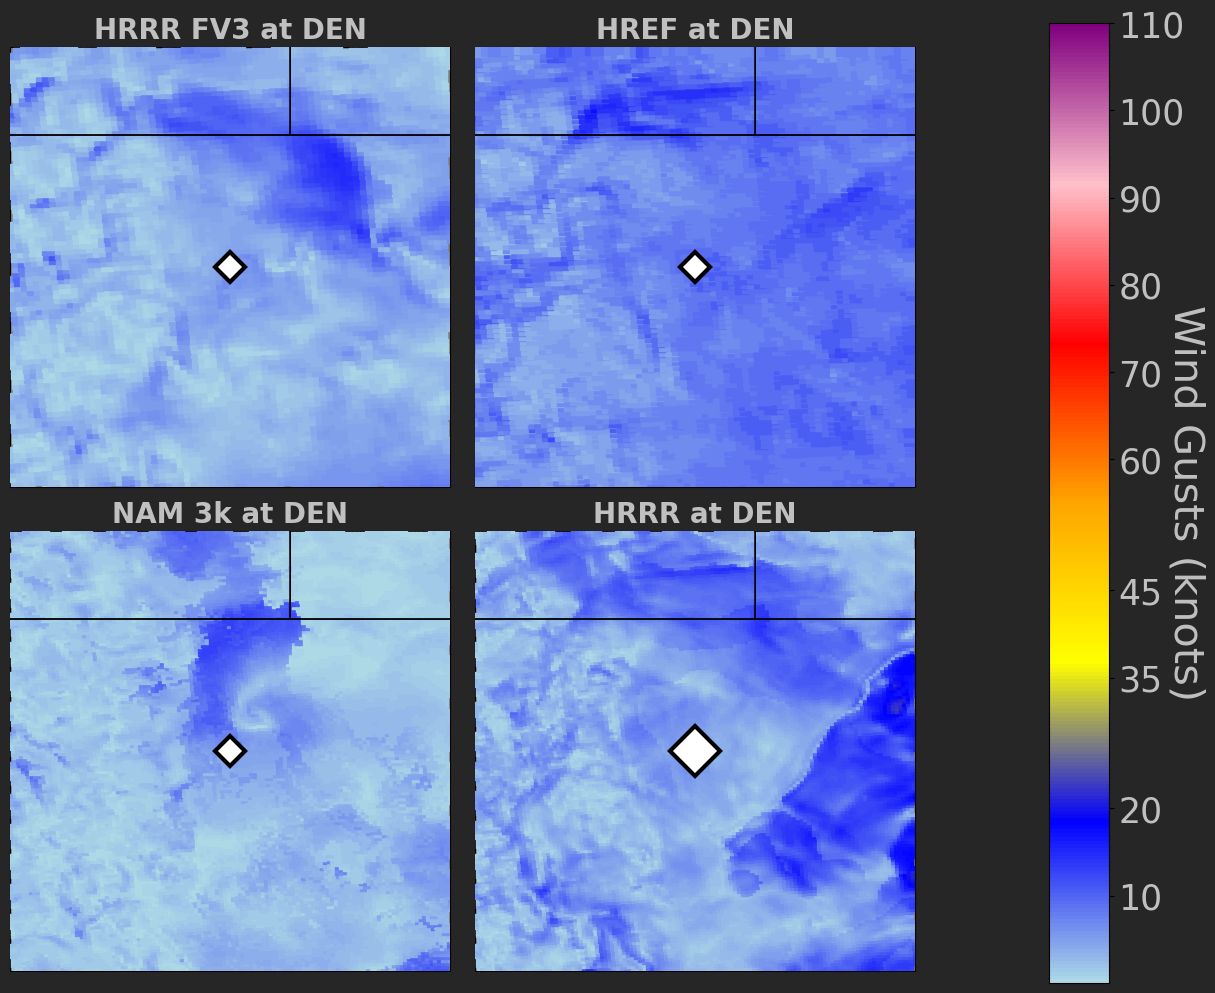 HRRR FV3 at DEN
HREF at DEN
NAM 3k at DEN
HRRR at DEN
110
100
90
80
70
60
45
35
20
10
Wind Gusts (knots)